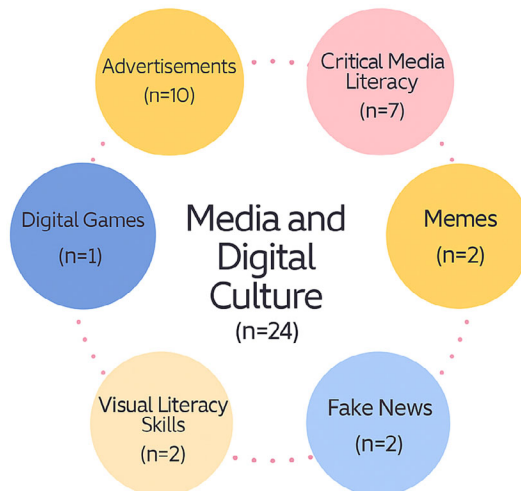 Advertisements
(n=10)
Critical Media
Literacy
(n=7)
Digital Games
(n=1)
Media and
Digital
Culture
(n=24)
Memes
(n=2)
Visual Literacy
Skills
(n=2)
Fake News
(n=2)